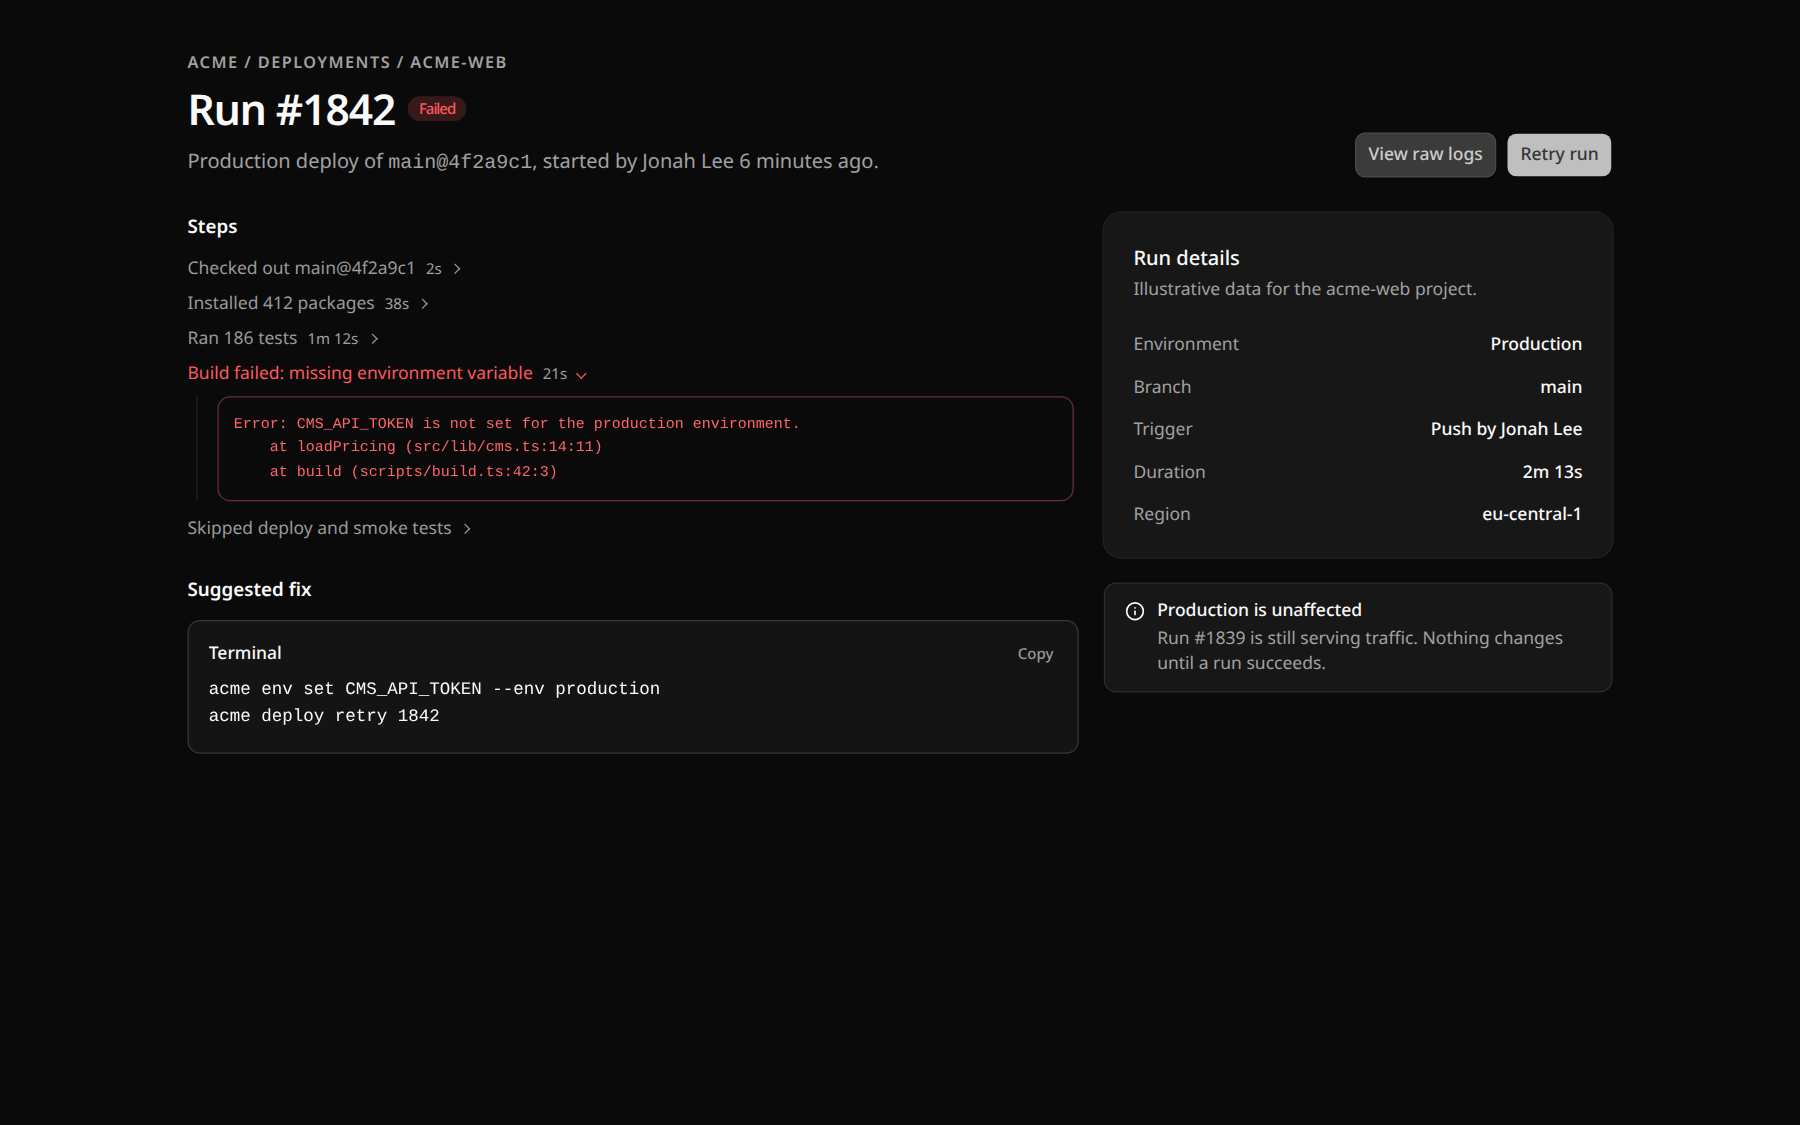 ACME / DEPLOYMENTS / ACME-WEB
Run #1842 Failed
Production deploy of main@4f2a9c1, started by Jonah Lee 6 minutes ago.
View raw logs
Retry run
Steps
Checked out main@4f2a9c1 2s
Installed 412 packages 38s
Ran 186 tests 1m 12s
Build failed: missing environment variable 21s
Error: CMS_API_TOKEN is not set for the production environment.
at loadPricing (src/lib/cms.ts:14:11)
at build (scripts/build.ts:42:3)
Skipped deploy and smoke tests
Suggested fix
Terminal
Copy
acme env set CMS_API_TOKEN --env production
acme deploy retry 1842
Run details
Illustrative data for the acme-web project.
Environment Production
Branch main
Trigger Push by Jonah Lee
Duration 2m 13s
Region eu-central-1
Production is unaffected
Run #1839 is still serving traffic. Nothing changes
until a run succeeds.